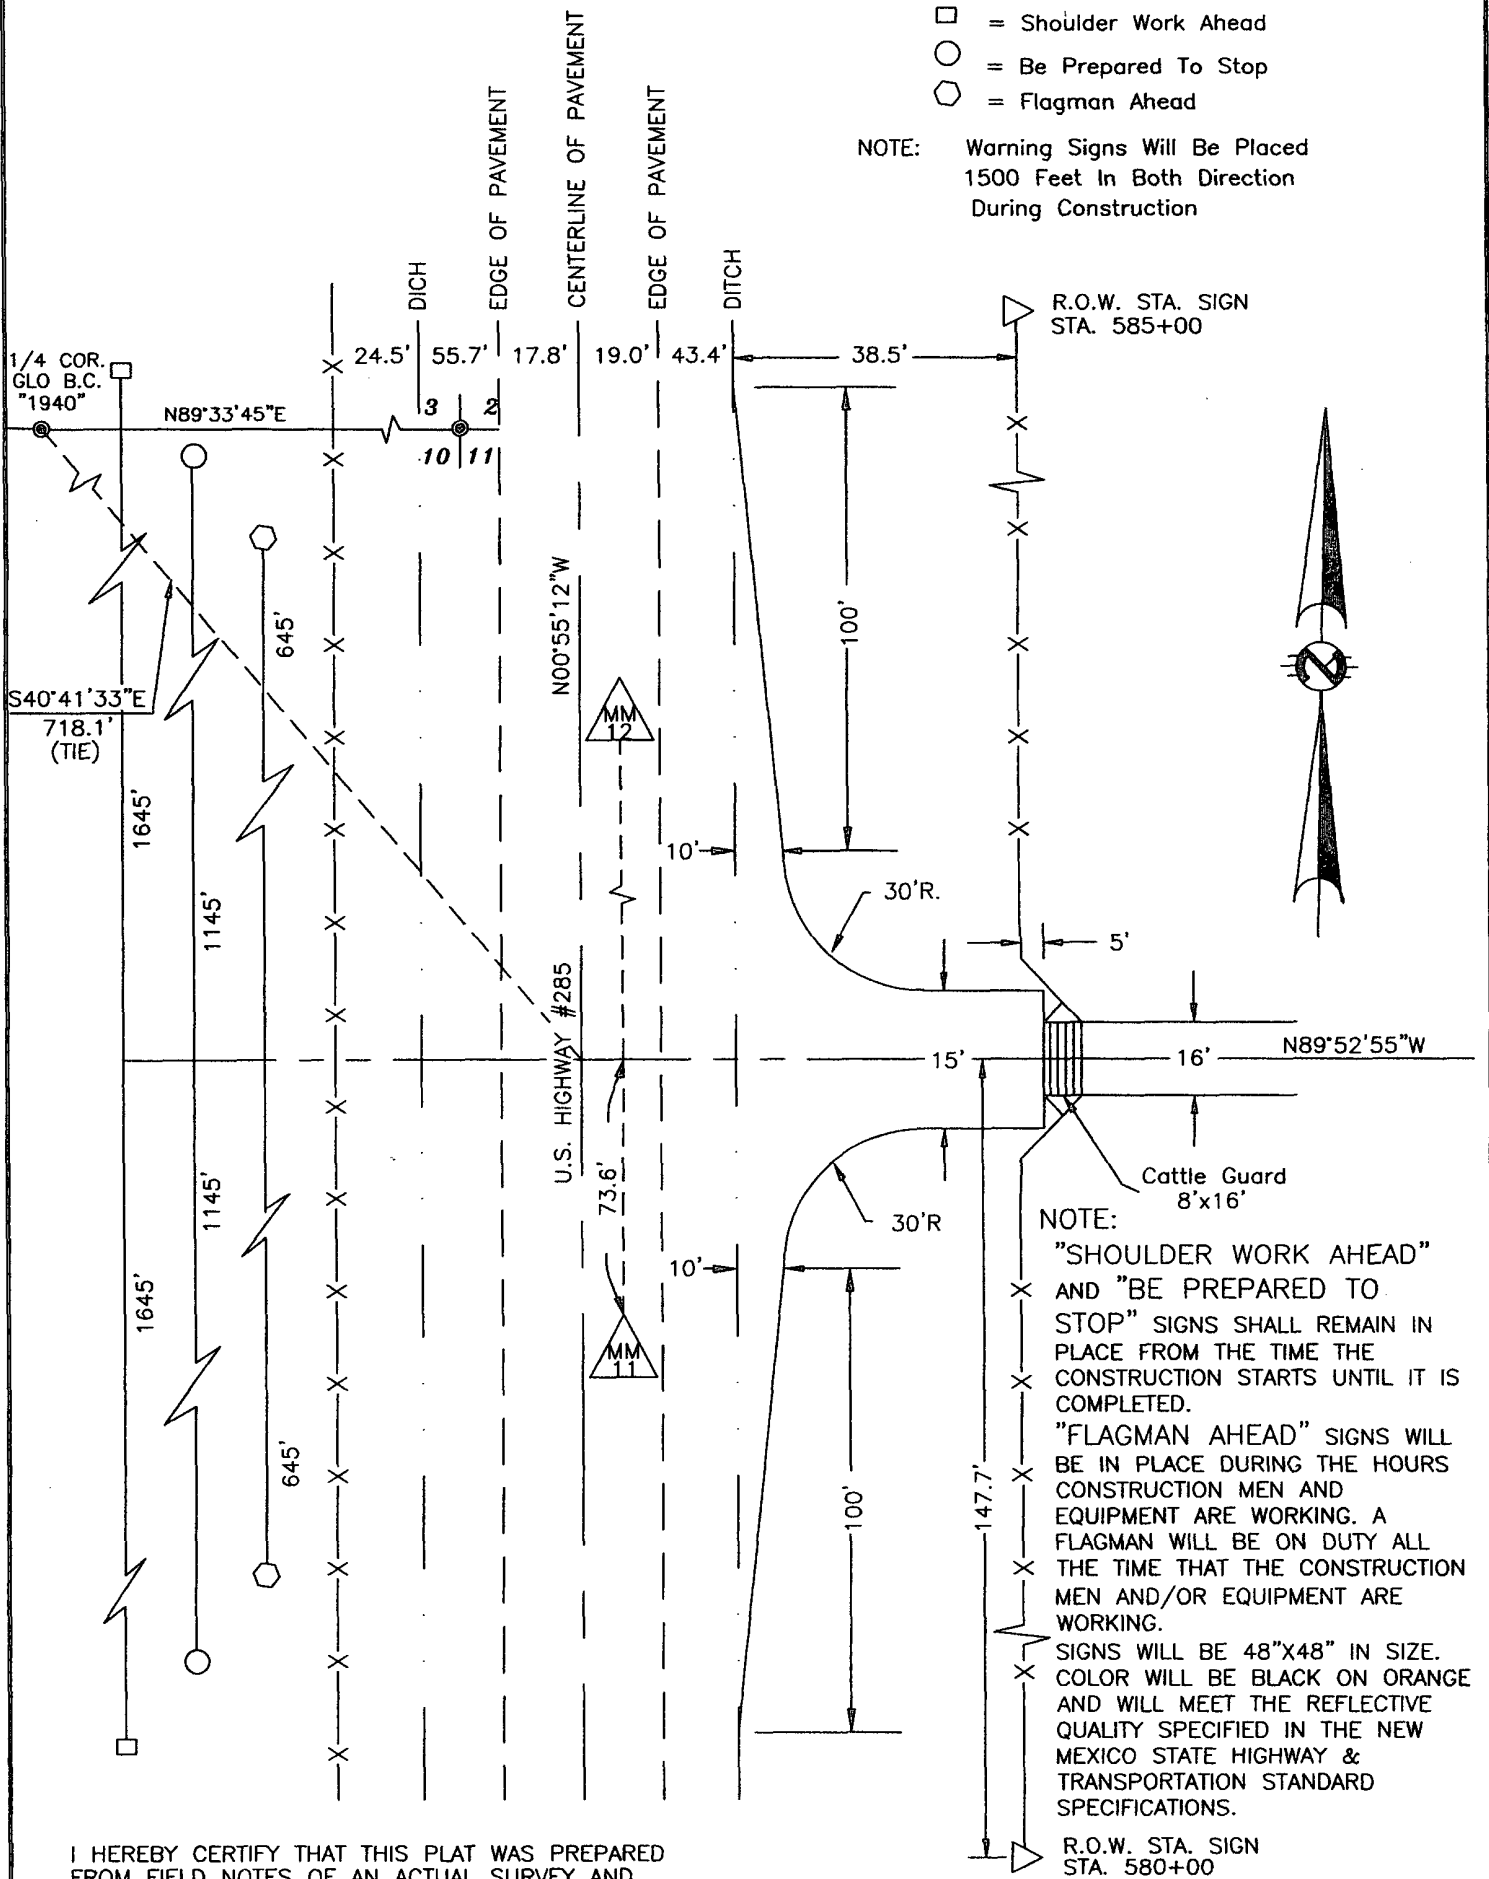 = Shoulder Work Ahead
= Be Prepared To Stop
= Flagman Ahead
NOTE: Warning Signs Will Be Placed
1500 Feet In Both Direction
During Construction
DICH
EDGE OF PAVEMENT
CENTERLINE OF PAVEMENT
EDGE OF PAVEMENT
DITCH
R.O.W. STA. SIGN
STA. 585+00
24.5' 55.7' 17.8' 19.0' 43.4' 38.5'
1/4 COR.
GLO B.C.
"1940"
N89°33'45"E
3 2
10 11
N00°55'12"W
100'
645'
S40°41'33"E
718.1'
(TIE)
MM
12
1645'
10'
30'R.
1145'
5'
U.S. HIGHWAY #285
15'
16'
N89°52'55"W
Cattle Guard
8'x16'
73.6'
1145'
30'R
10'
1645'
MM
11
645'
100'
147.7'
NOTE:
"SHOULDER WORK AHEAD"
AND "BE PREPARED TO
STOP" SIGNS SHALL REMAIN IN
PLACE FROM THE TIME THE
CONSTRUCTION STARTS UNTIL IT IS
COMPLETED.
"FLAGMAN AHEAD" SIGNS WILL
BE IN PLACE DURING THE HOURS
CONSTRUCTION MEN AND
EQUIPMENT ARE WORKING. A
FLAGMAN WILL BE ON DUTY ALL
THE TIME THAT THE CONSTRUCTION
MEN AND/OR EQUIPMENT ARE
WORKING.
SIGNS WILL BE 48"X48" IN SIZE.
COLOR WILL BE BLACK ON ORANGE
AND WILL MEET THE REFLECTIVE
QUALITY SPECIFIED IN THE NEW
MEXICO STATE HIGHWAY &
TRANSPORTATION STANDARD
SPECIFICATIONS.
R.O.W. STA. SIGN
STA. 580+00
I HEREBY CERTIFY THAT THIS PLAT WAS PREPARED
FROM FIELD NOTES OF AN ACTUAL SURVEY AND